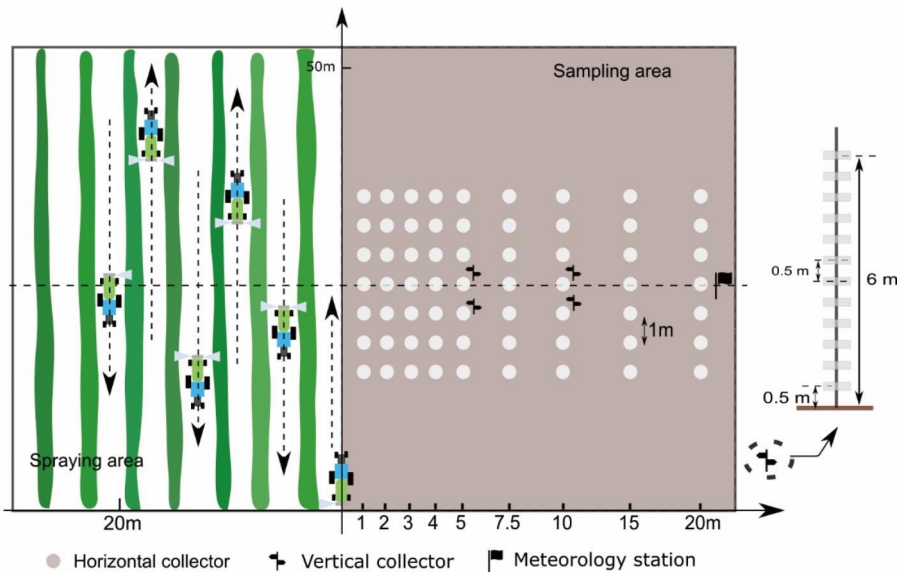 50m
Sampling area
0.5 m
6 m
1m
0.5 m
Spraying area
20m
1 2 3 4 5 7.5 10 15 20m
Horizontal collector Vertical collector Meteorology station